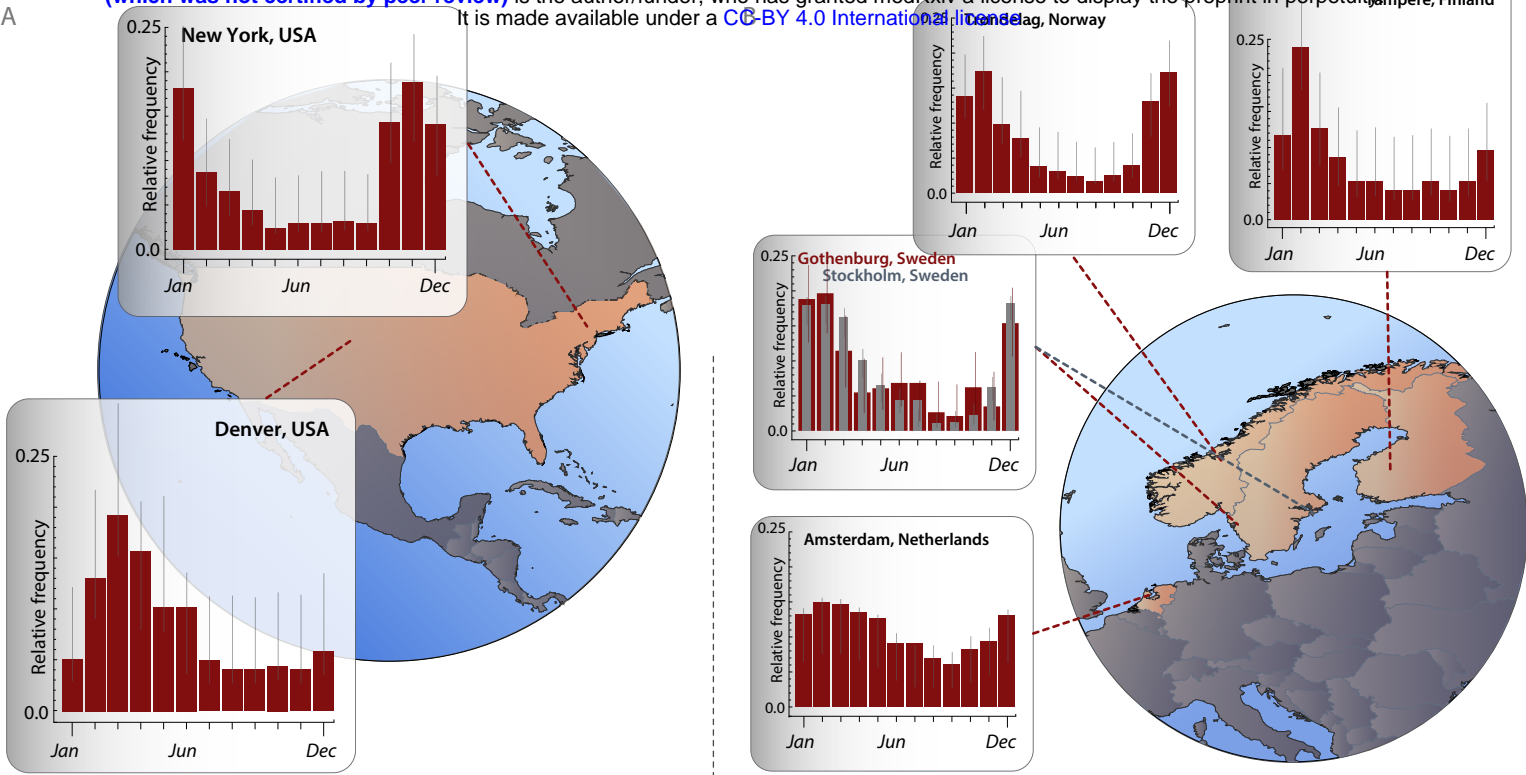 (which was not certified by peer review) is the author/funder, who has granted medRxiv a license to display the preprint in perpetuity.
It is made available under a CC-BY 4.0 International license.
A
B
New York, USA
0.25
Relative frequency
0.0
Jan Jun Dec
Denver, USA
0.25
Relative frequency
0.0
Jan Jun Dec
Trondelag, Norway
0.25
Relative frequency
0.0
Jan Jun Dec
Tampere, Finland
0.25
Relative frequency
0.0
Jan Jun Dec
Gothenburg, Sweden
Stockholm, Sweden
0.25
Relative frequency
0.0
Jan Jun Dec
Amsterdam, Netherlands
0.25
Relative frequency
0.0
Jan Jun Dec